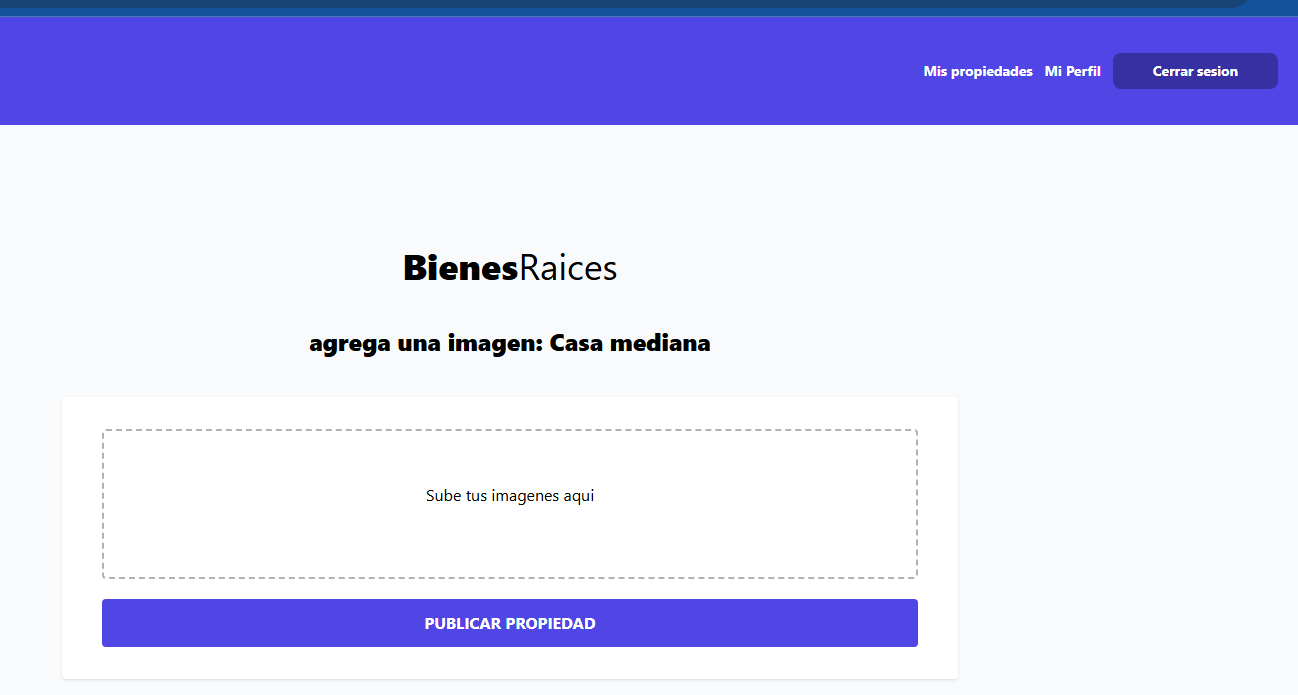 Mis propiedades Mi Perfil Cerrar sesion
BienesRaices
agrega una imagen: Casa mediana
Sube tus imagenes aqui
PUBLICAR PROPIEDAD